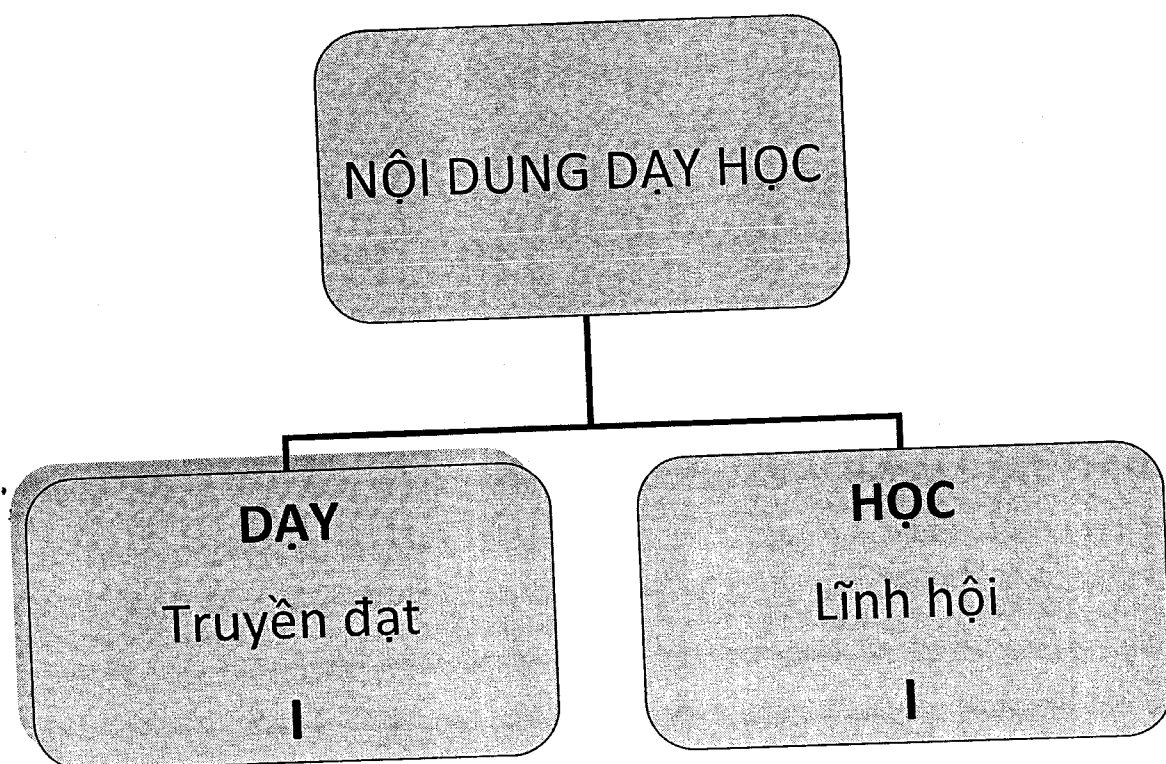 NỘI DUNG DẠY HỌC
DẠY
Truyền đạt
I
HỌC
Lĩnh hội
I